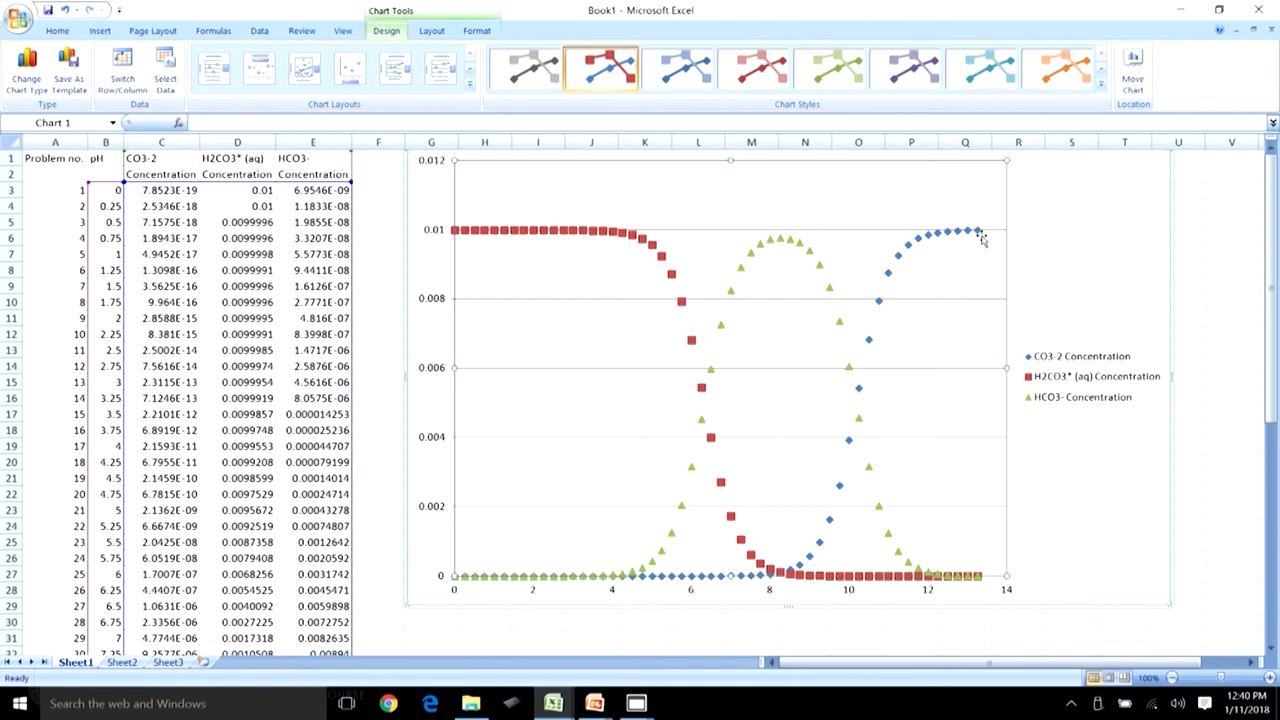 Chart Tools
Book1 - Microsoft Excel
Home Insert Page Layout Formulas Data Review View Design Layout Format
Change Chart Type
Save As Template
Switch Row/Column
Select Data
Move Chart
Type Data Chart Layouts Chart Styles Location
Chart 1 fx
A B C D E F G H I J K L M N O P Q R S T U V
1 Problem no. pH CO3-2 H2CO3* (aq) HCO3-
2 Concentration Concentration Concentration
3 1 0 7.8523E-19 0.01 6.9546E-09
4 2 0.25 2.5346E-18 0.01 1.1833E-08
5 3 0.5 7.1575E-18 0.0099996 1.9855E-08
6 4 0.75 1.8943E-17 0.0099996 3.3207E-08
7 5 1 4.9452E-17 0.0099998 5.5773E-08
8 6 1.25 1.3098E-16 0.0099991 9.4411E-08
9 7 1.5 3.5625E-16 0.0099996 1.6126E-07
10 8 1.75 9.964E-16 0.0099991 2.7771E-07
11 9 2 2.8588E-15 0.0099995 4.816E-07
12 10 2.25 8.381E-15 0.0099991 8.3998E-07
13 11 2.5 2.5002E-14 0.0099985 1.4717E-06
14 12 2.75 7.5614E-14 0.0099974 2.5876E-06
15 13 3 2.3115E-13 0.0099954 4.5616E-06
16 14 3.25 7.1246E-13 0.0099919 8.0575E-06
17 15 3.5 2.2101E-12 0.0099857 0.000014253
18 16 3.75 6.8919E-12 0.0099748 0.000025236
19 17 4 2.1593E-11 0.0099553 0.000044707
20 18 4.25 6.7955E-11 0.0099208 0.000079199
21 19 4.5 2.1459E-10 0.0098599 0.00014014
22 20 4.75 6.7815E-10 0.0097529 0.00024714
23 21 5 2.1362E-09 0.0095672 0.00043278
24 22 5.25 6.6674E-09 0.0092519 0.00074807
25 23 5.5 2.0425E-08 0.0087358 0.0012642
26 24 5.75 6.0519E-08 0.0079408 0.0020592
27 25 6 1.7007E-07 0.0068256 0.0031742
28 26 6.25 4.4407E-07 0.0054525 0.0045471
29 27 6.5 1.0631E-06 0.0040092 0.0059898
30 28 6.75 2.3356E-06 0.0027225 0.0072752
31 29 7 4.7744E-06 0.0017318 0.0082635
32 30 7.25 9.2577E-06 0.0010508 0.00894
0.012
0.01
0.008
0.006
0.004
0.002
0
0 2 4 6 8 10 12 14
CO3-2 Concentration
H2CO3* (aq) Concentration
HCO3- Concentration
Sheet1 Sheet2 Sheet3
Ready 100%
Search the web and Windows
12:40 PM
1/11/2018